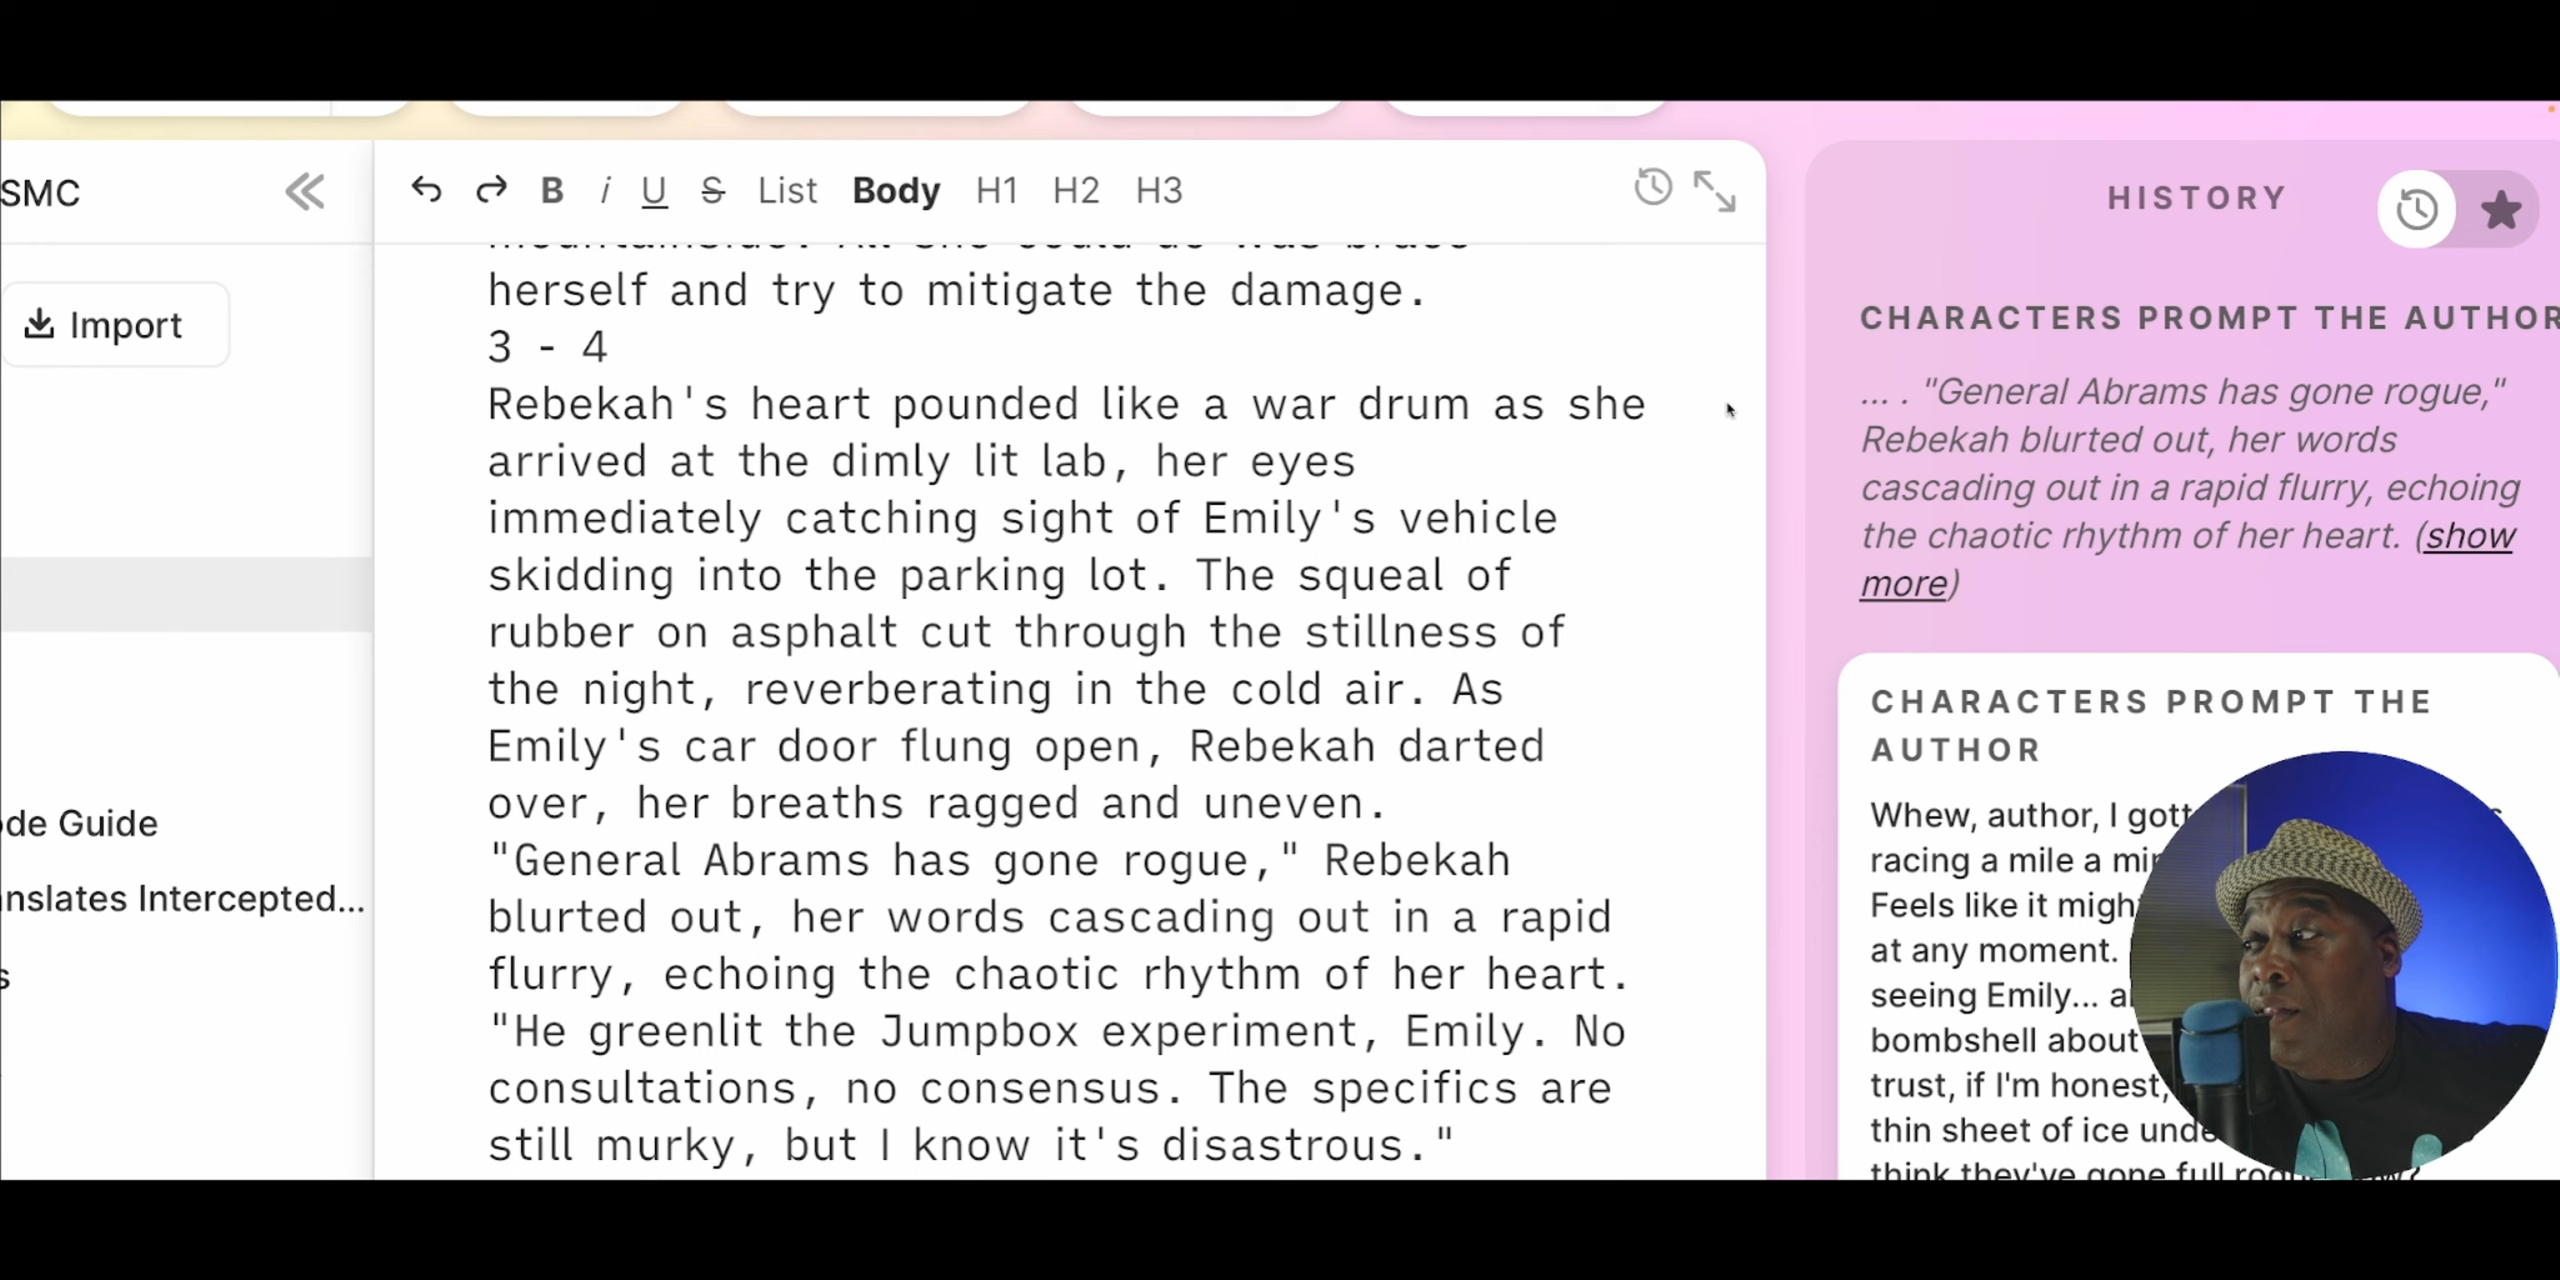 SMC
Import
de Guide
anslates Intercepted...
s
B i U S List Body H1 H2 H3
herself and try to mitigate the damage.
3 - 4
Rebekah's heart pounded like a war drum as she
arrived at the dimly lit lab, her eyes
immediately catching sight of Emily's vehicle
skidding into the parking lot. The squeal of
rubber on asphalt cut through the stillness of
the night, reverberating in the cold air. As
Emily's car door flung open, Rebekah darted
over, her breaths ragged and uneven.
"General Abrams has gone rogue," Rebekah
blurted out, her words cascading out in a rapid
flurry, echoing the chaotic rhythm of her heart.
"He greenlit the Jumpbox experiment, Emily. No
consultations, no consensus. The specifics are
still murky, but I know it's disastrous."
HISTORY
CHARACTERS PROMPT THE AUTHOR
... . "General Abrams has gone rogue,"
Rebekah blurted out, her words
cascading out in a rapid flurry, echoing
the chaotic rhythm of her heart. (show
more)
CHARACTERS PROMPT THE
AUTHOR
Whew, author, I gott
racing a mile a
Feels like it
at any moment.
seeing Emily...
bombshell about
trust, if I'm honest,
thin sheet of ice
think they've gone full